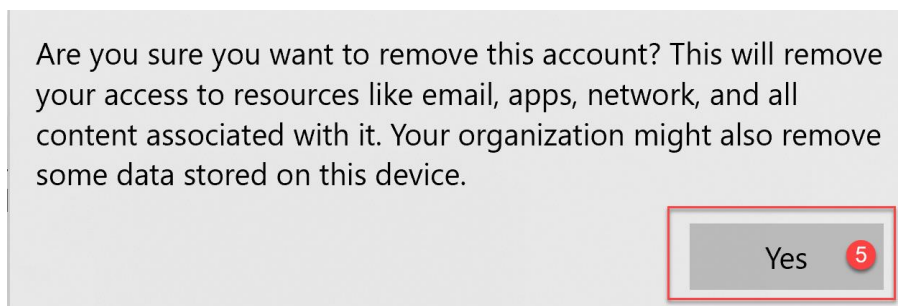 Are you sure you want to remove this account? This will remove
your access to resources like email, apps, network, and all
content associated with it. Your organization might also remove
some data stored on this device.
Yes 5